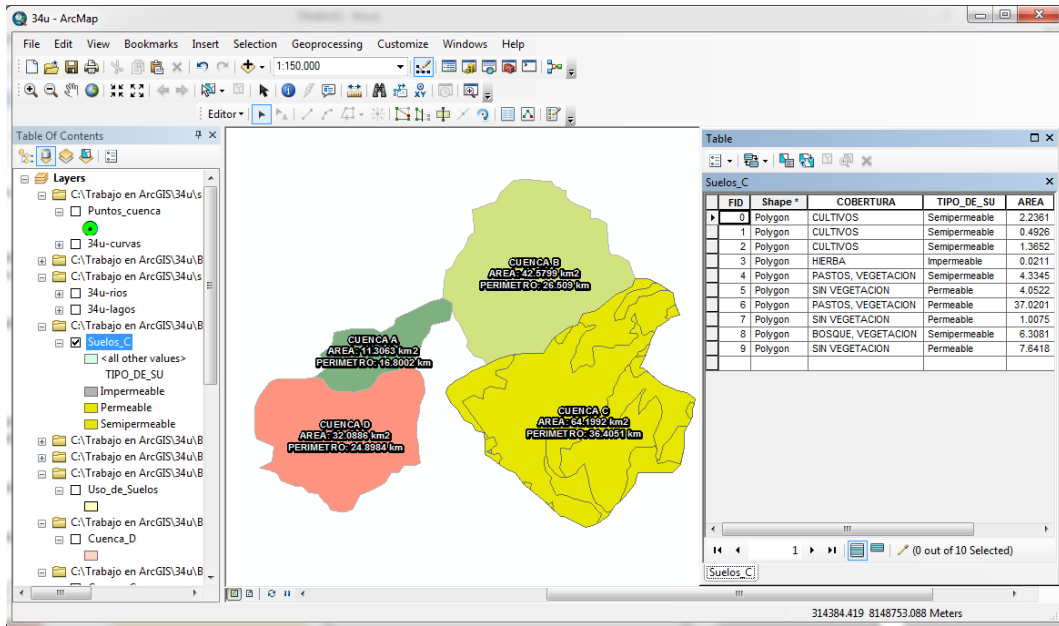 34u - ArcMap
File Edit View Bookmarks Insert Selection Geoprocessing Customize Windows Help
1:150,000
Editor
Table Of Contents
Layers
C:\Trabajo en ArcGIS\34u\s
Puntos_cuenca
34u-curvas
C:\Trabajo en ArcGIS\34u\B
C:\Trabajo en ArcGIS\34u\s
34u-rios
34u-lagos
C:\Trabajo en ArcGIS\34u\B
Suelos_C
<all other values>
TIPO_DE_SU
Impermeable
Permeable
Semipermeable
C:\Trabajo en ArcGIS\34u\B
C:\Trabajo en ArcGIS\34u\B
C:\Trabajo en ArcGIS\34u\B
Uso_de_Suelos
C:\Trabajo en ArcGIS\34u\B
Cuenca_D
C:\Trabajo en ArcGIS\34u\B
CUENCA B
AREA: 42.5799 km2
PERIMETRO: 26.509 km
CUENCA A
AREA: 11.3063 km2
PERIMETRO: 16.8002 km
CUENCA D
AREA: 32.0886 km2
PERIMETRO: 24.8984 km
CUENCA C
AREA: 64.1992 km2
PERIMETRO: 36.4051 km
Table
Suelos_C
FID Shape * COBERTURA TIPO_DE_SU AREA
0 Polygon CULTIVOS Semipermeable 2.2361
1 Polygon CULTIVOS Semipermeable 0.4926
2 Polygon CULTIVOS Semipermeable 1.3652
3 Polygon HIERBA Impermeable 0.0211
4 Polygon PASTOS, VEGETACION Semipermeable 4.3345
5 Polygon SIN VEGETACION Permeable 4.0522
6 Polygon PASTOS, VEGETACION Permeable 37.0201
7 Polygon SIN VEGETACION Permeable 1.0075
8 Polygon BOSQUE, VEGETACION Semipermeable 6.3081
9 Polygon SIN VEGETACION Permeable 7.6418
1 (0 out of 10 Selected)
Suelos_C
314384.419 8148753.088 Meters